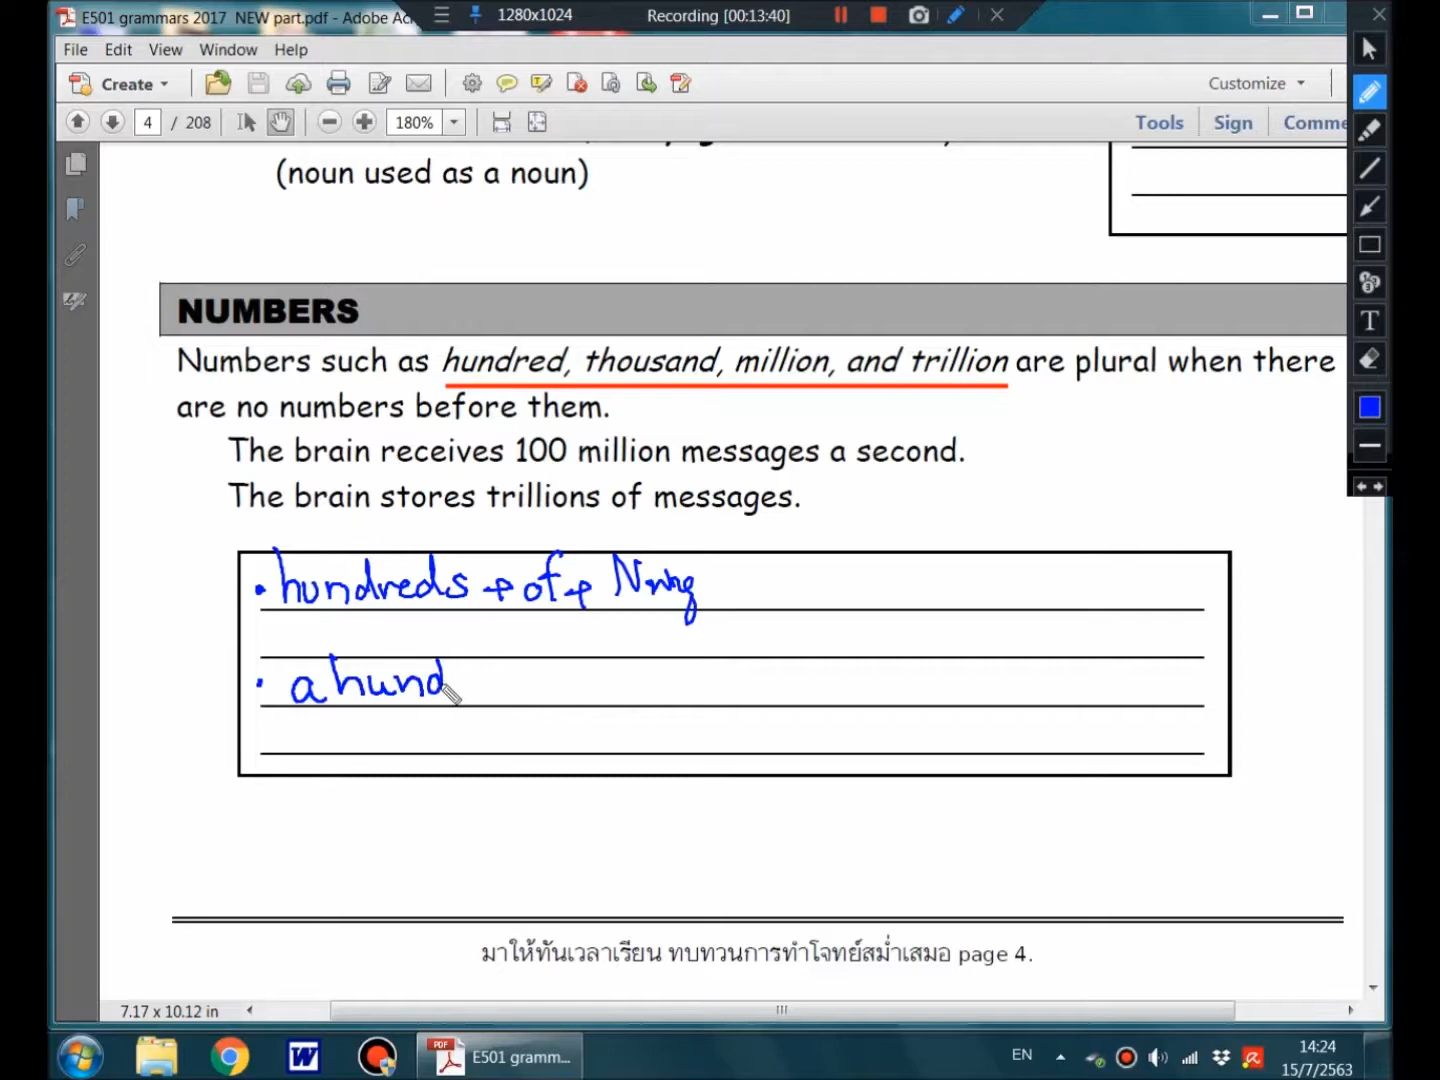 E501 grammars 2017 NEW part.pdf - Adobe Ac
1280x1024
Recording [00:13:40]
File Edit View Window Help
Create
Customize
4 / 208
180%
Tools Sign Comme
(noun used as a noun)
NUMBERS
Numbers such as hundred, thousand, million, and trillion are plural when there
are no numbers before them.
The brain receives 100 million messages a second.
The brain stores trillions of messages.
• hundreds + of +
• a hund
มาให้ทันเวลาเรียน ทบทวนการทำโจทย์สม่ำเสมอ page 4.
7.17 x 10.12 in
E501 gramm...
EN
14:24
15/7/2563